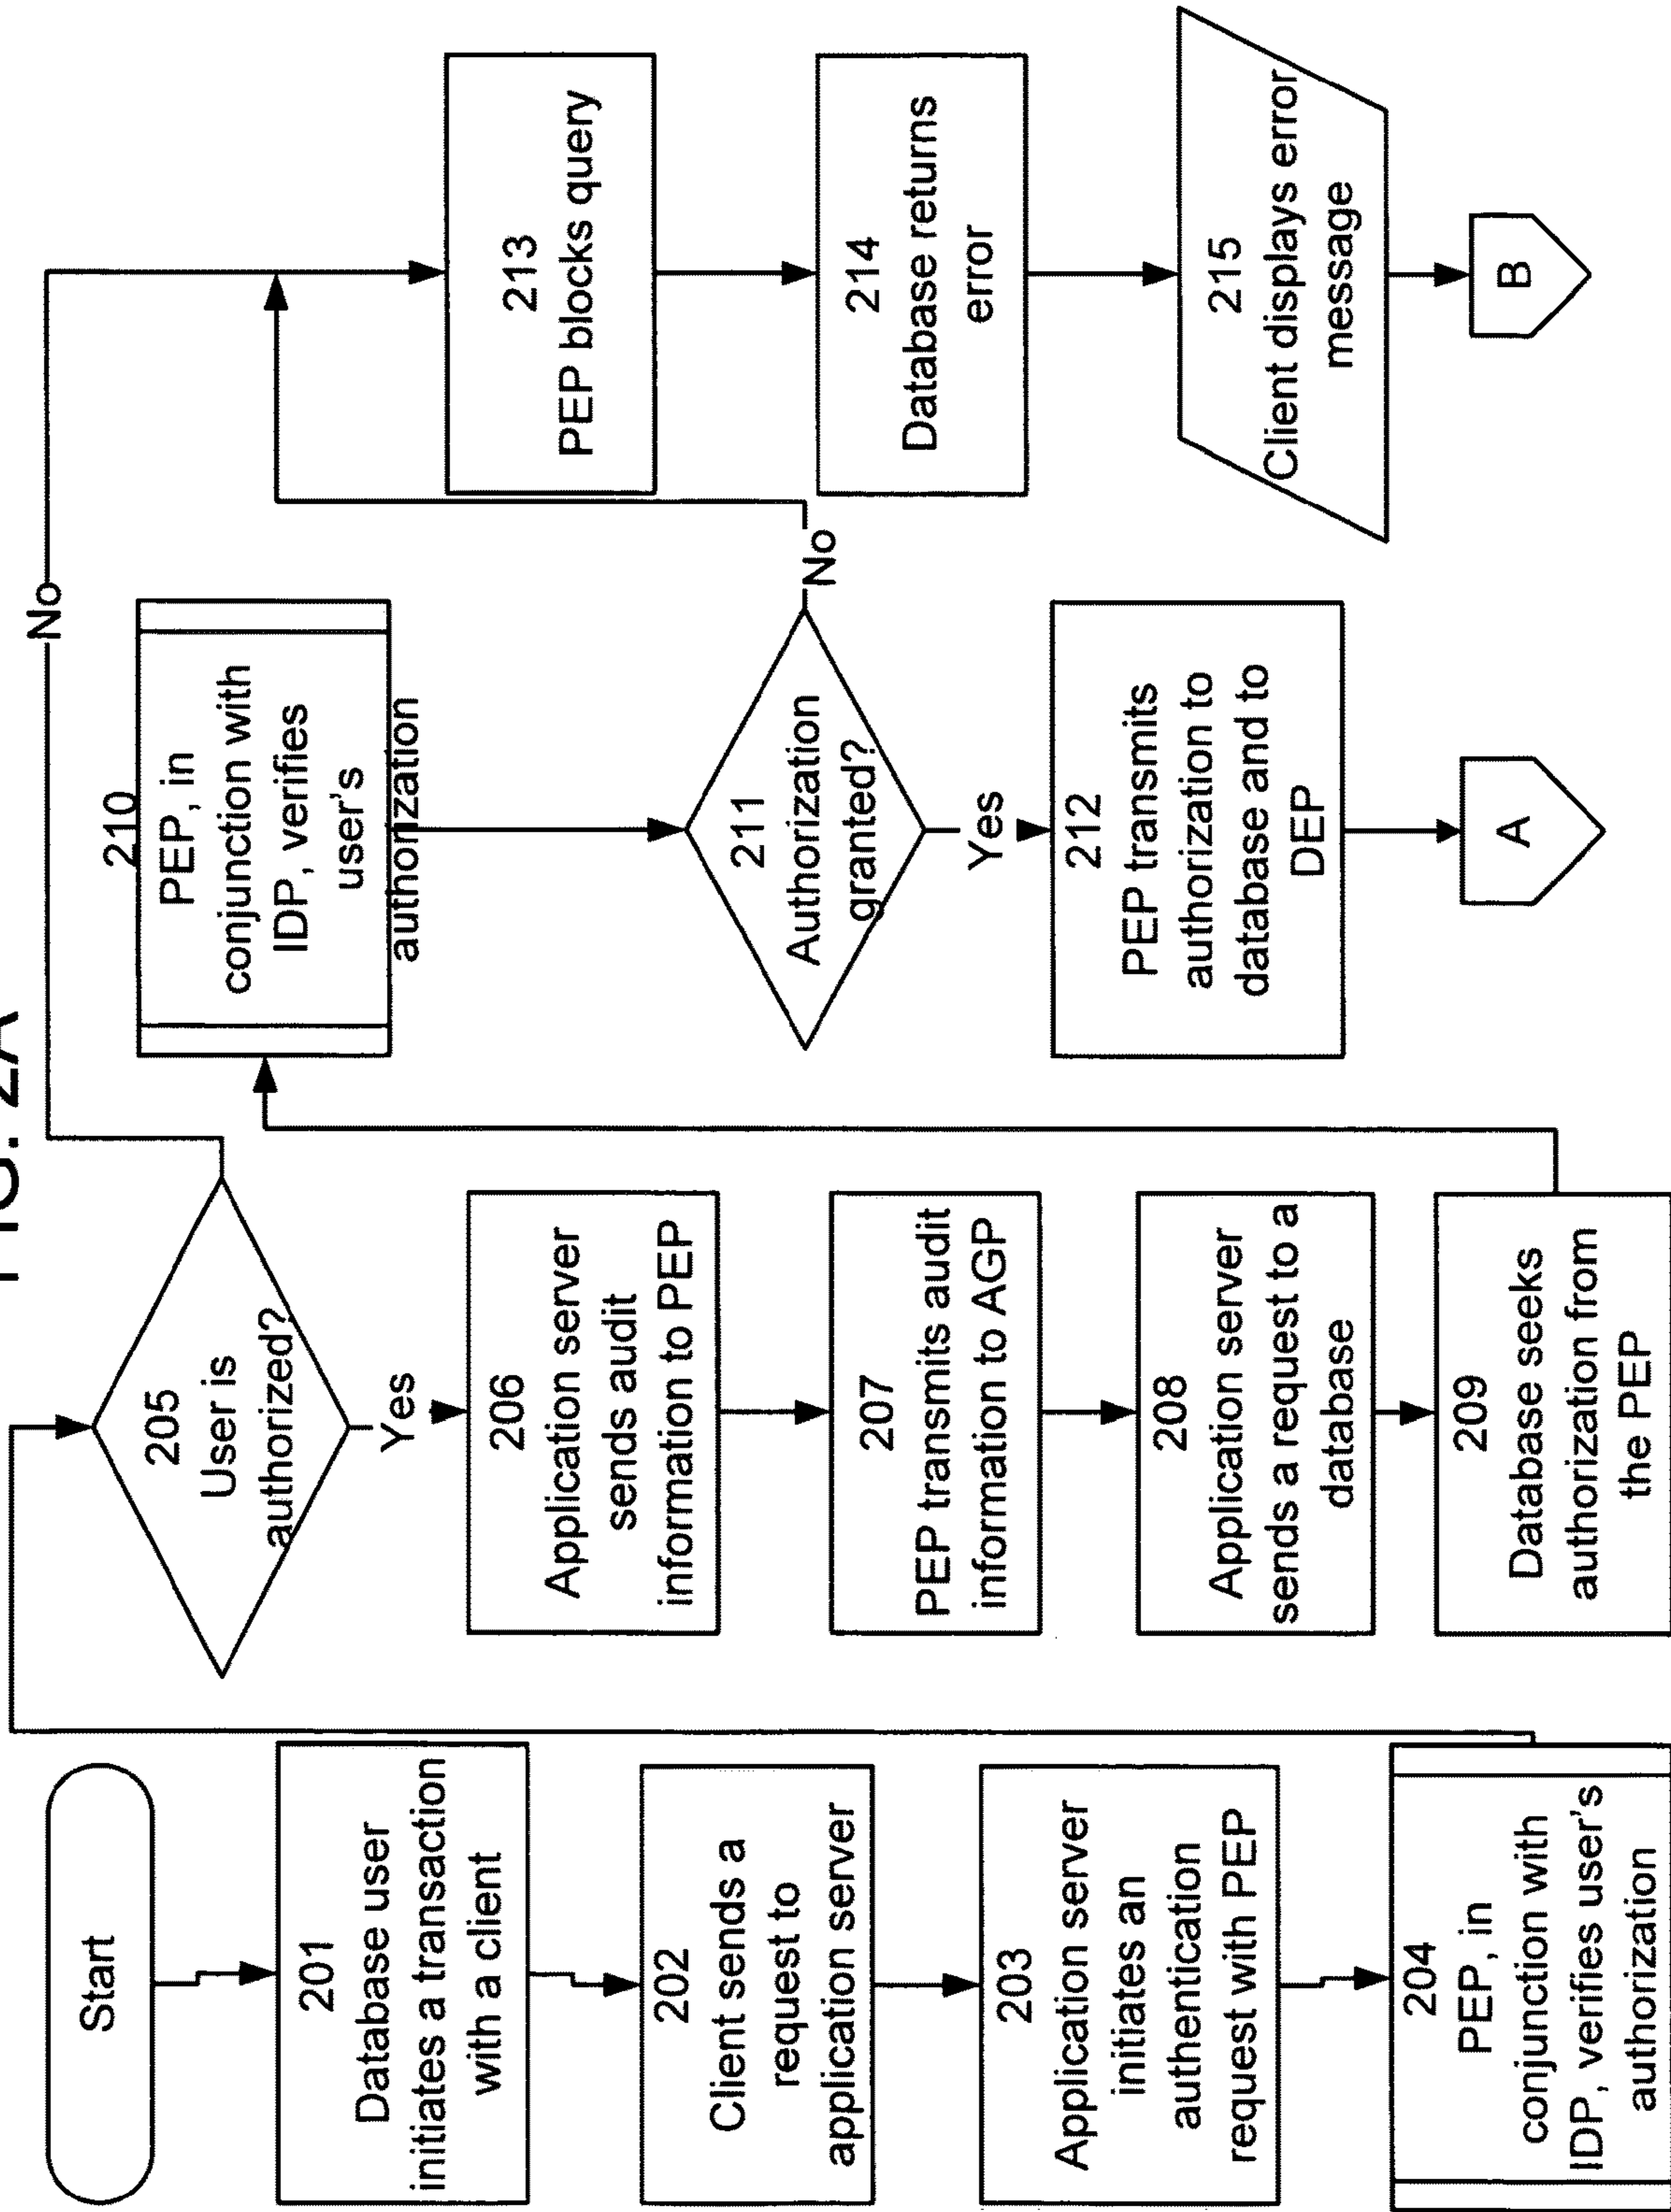 FIG. 2A
Start
201
Database user
initiates a transaction
with a client
202
Client sends a
request to
application server
203
Application server
initiates an
authentication
request with PEP
204
PEP, in
conjunction with
IDP, verifies user's
authorization
205
User is
authorized?
No
Yes
206
Application server
sends audit
information to PEP
207
PEP transmits audit
information to AGP
208
Application server
sends a request to a
database
209
Database seeks
authorization from
the PEP
210
PEP, in
conjunction with
IDP, verifies
user's
authorization
211
Authorization
granted?
No
Yes
212
PEP transmits
authorization to
database and to
DEP
A
213
PEP blocks query
214
Database returns
error
215
Client displays error
message
B